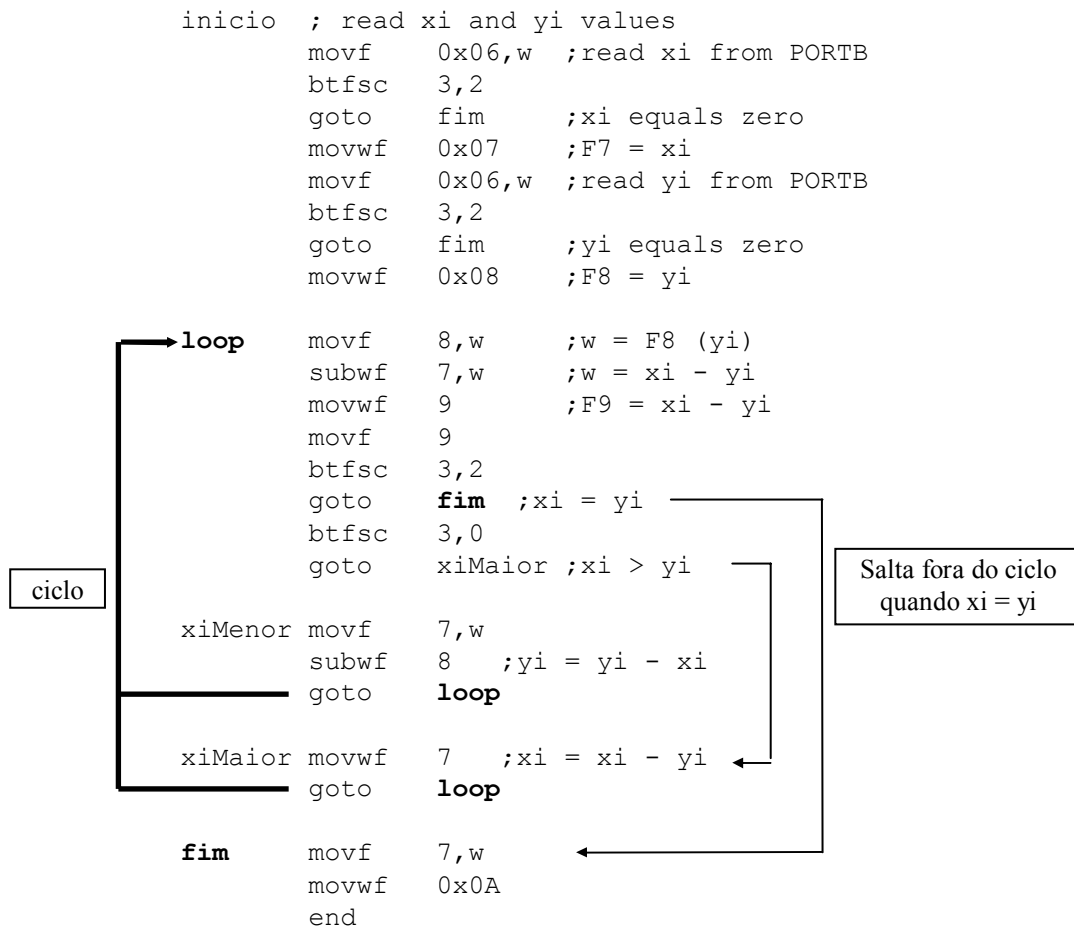 inicio ; read xi and yi values
movf 0x06,w ;read xi from PORTB
btfsc 3,2
goto fim ;xi equals zero
movwf 0x07 ;F7 = xi
movf 0x06,w ;read yi from PORTB
btfsc 3,2
goto fim ;yi equals zero
movwf 0x08 ;F8 = yi
loop movf 8,w ;w = F8 (yi)
subwf 7,w ;w = xi - yi
movwf 9 ;F9 = xi - yi
movf 9
btfsc 3,2
goto fim ;xi = yi
btfsc 3,0
goto xiMaior ;xi > yi
Salta fora do ciclo
quando xi = yi
ciclo
xiMenor movf 7,w
subwf 8 ;yi = yi - xi
goto loop
xiMaior movwf 7 ;xi = xi - yi
goto loop
fim movf 7,w
movwf 0x0A
end